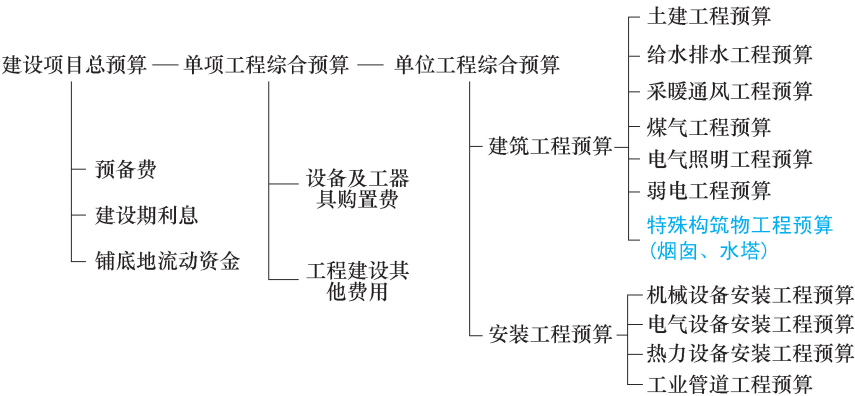 建设项目总预算
单项工程综合预算
单位工程综合预算
预备费
建设期利息
铺底地流动资金
设备及工器
具购置费
工程建设其
他费用
建筑工程预算
土建工程预算
给水排水工程预算
采暖通风工程预算
煤气工程预算
电气照明工程预算
弱电工程预算
特殊构筑物工程预算
(烟囱、水塔)
安装工程预算
机械设备安装工程预算
电气设备安装工程预算
热力设备安装工程预算
工业管道工程预算